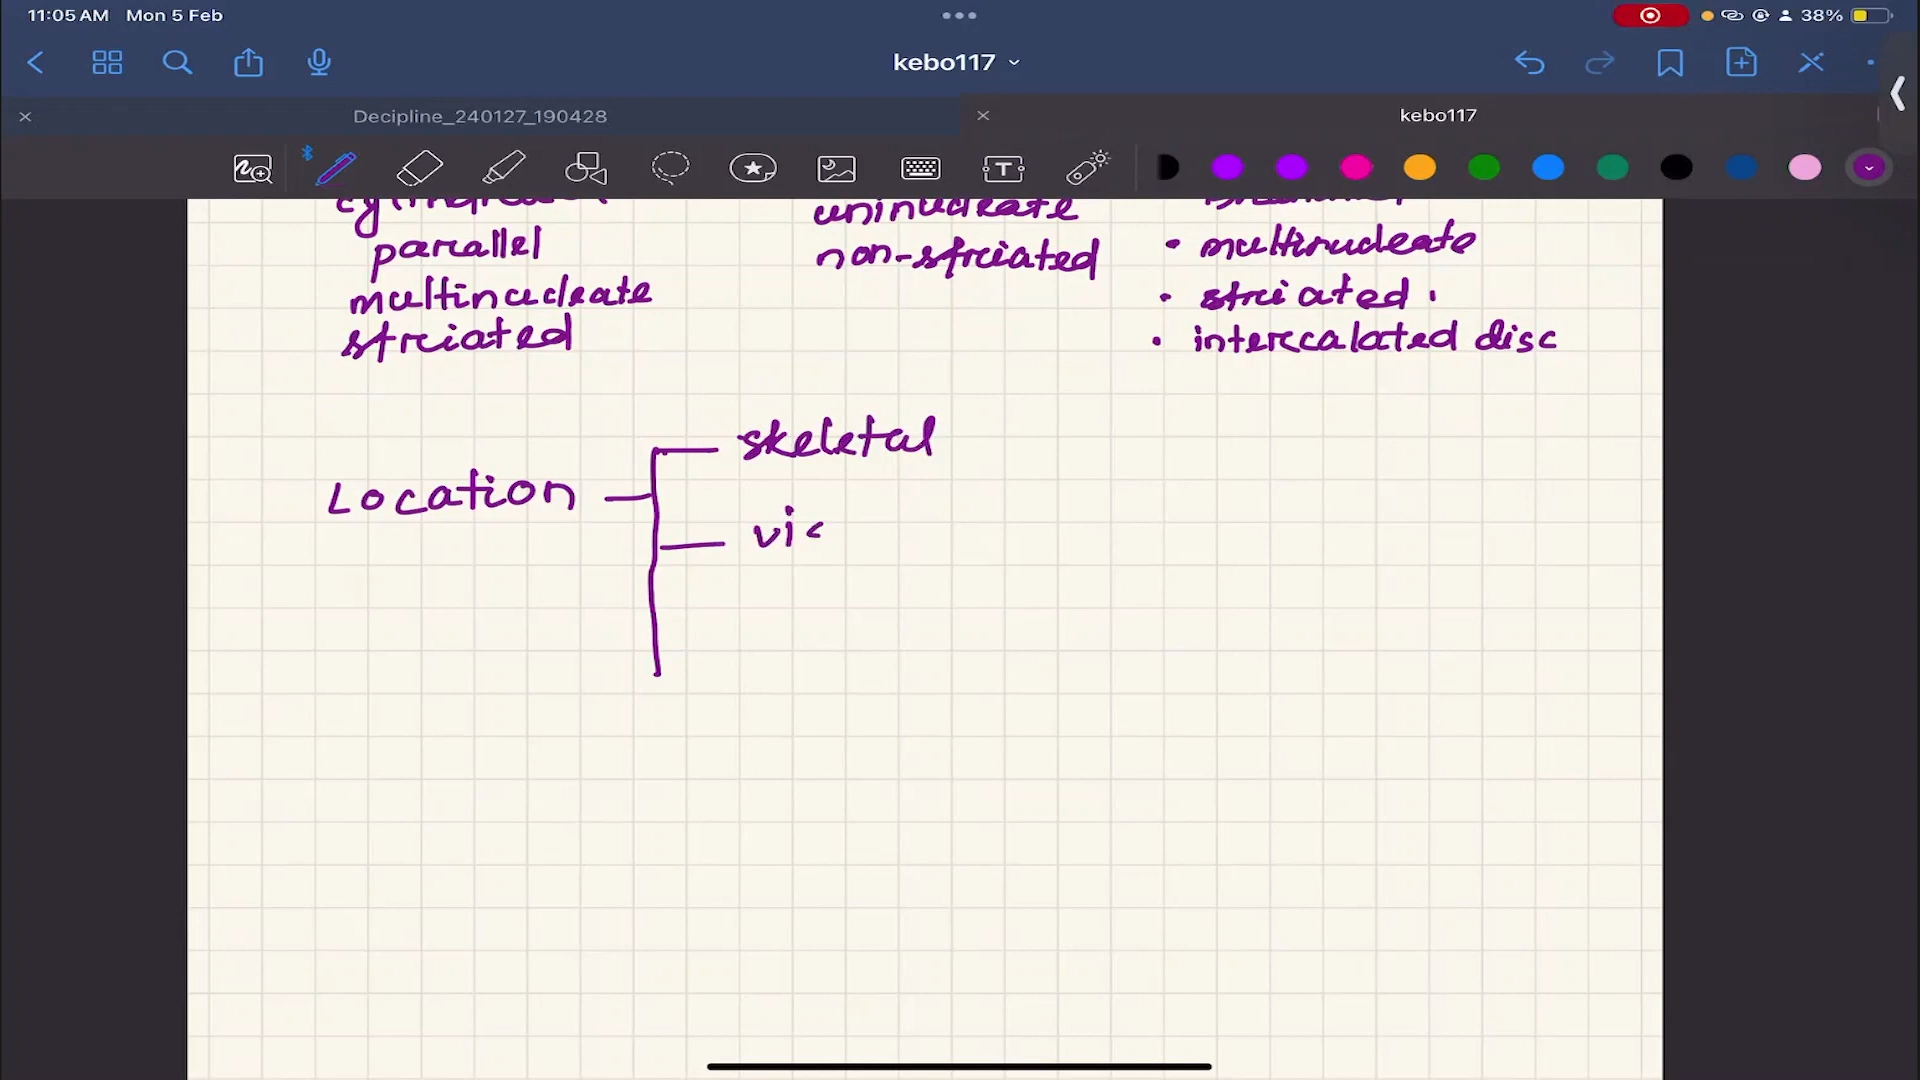 11:05 AM Mon 5 Feb
38%
kebo117
Decipline_240127_190428
kebo117
T
uninucleate
parallel
non-striated
• multinucleate
multinucleate
• striated
striated
• intercalated disc
skeletal
Location
vis